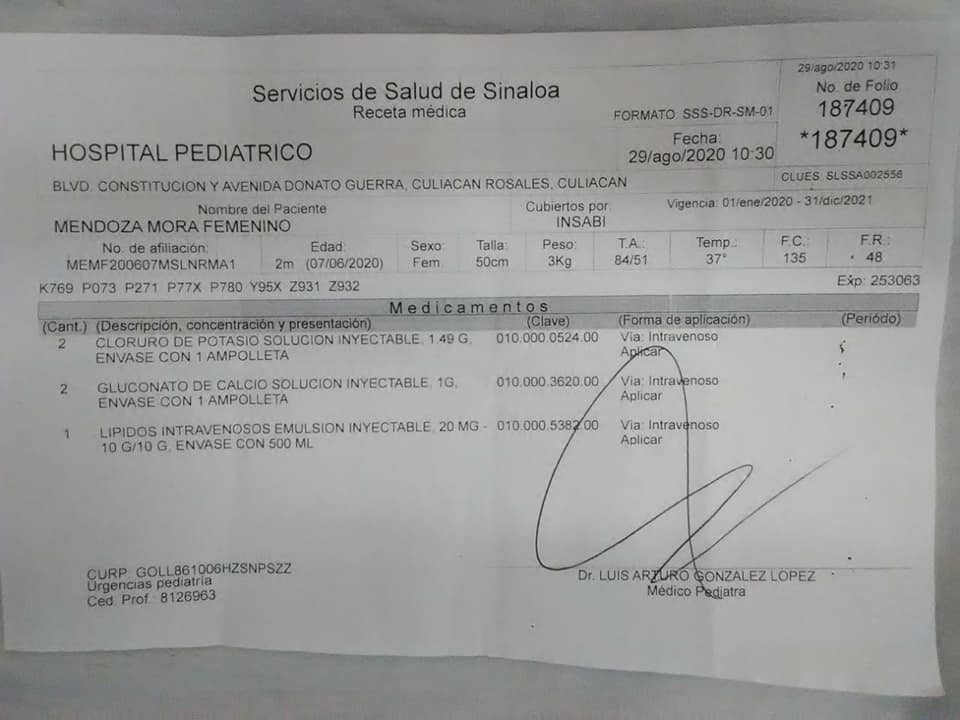 29/ago/2020 10:31
Servicios de Salud de Sinaloa
No. de Folio
Receta médica
FORMATO: SSS-DR-SM-01
187409
Fecha:
*187409*
HOSPITAL PEDIATRICO
29/ago/2020 10:30
BLVD. CONSTITUCION Y AVENIDA DONATO GUERRA, CULIACAN ROSALES, CULIACAN
CLUES: SLSSA002556
Nombre del Paciente
Cubiertos por:
Vigencia: 01/ene/2020 - 31/dic/2021
MENDOZA MORA FEMENINO
INSABI
No. de afiliación: Edad: Sexo: Talla: Peso: T.A.: Temp.: F.C.: F.R.:
MEMF200607MSLNRMA1 2m (07/06/2020) Fem. 50cm 3Kg 84/51 37° 135 48
K769 P073 P271 P77X P780 Y95X Z931 Z932
Exp: 253063
Medicamentos
(Cant.) (Descripción, concentración y presentación) (Clave) (Forma de aplicación) (Periódo)
2 CLORURO DE POTASIO SOLUCION INYECTABLE, 1.49 G, 010.000.0524.00 Vía: Intravenoso
ENVASE CON 1 AMPOLLETA Aplicar
2 GLUCONATO DE CALCIO SOLUCION INYECTABLE, 1G, 010.000.3620.00 Vía: Intravenoso
ENVASE CON 1 AMPOLLETA Aplicar
1 LIPIDOS INTRAVENOSOS EMULSION INYECTABLE, 20 MG - 010.000.5382.00 Vía: Intravenoso
10 G/10 G, ENVASE CON 500 ML Aplicar
CURP: GOLL861006HZSNPSZZ
Urgencias pediatria
Ced. Prof.: 8126963
Dr. LUIS ARTURO GONZALEZ LOPEZ
Médico Pediatra